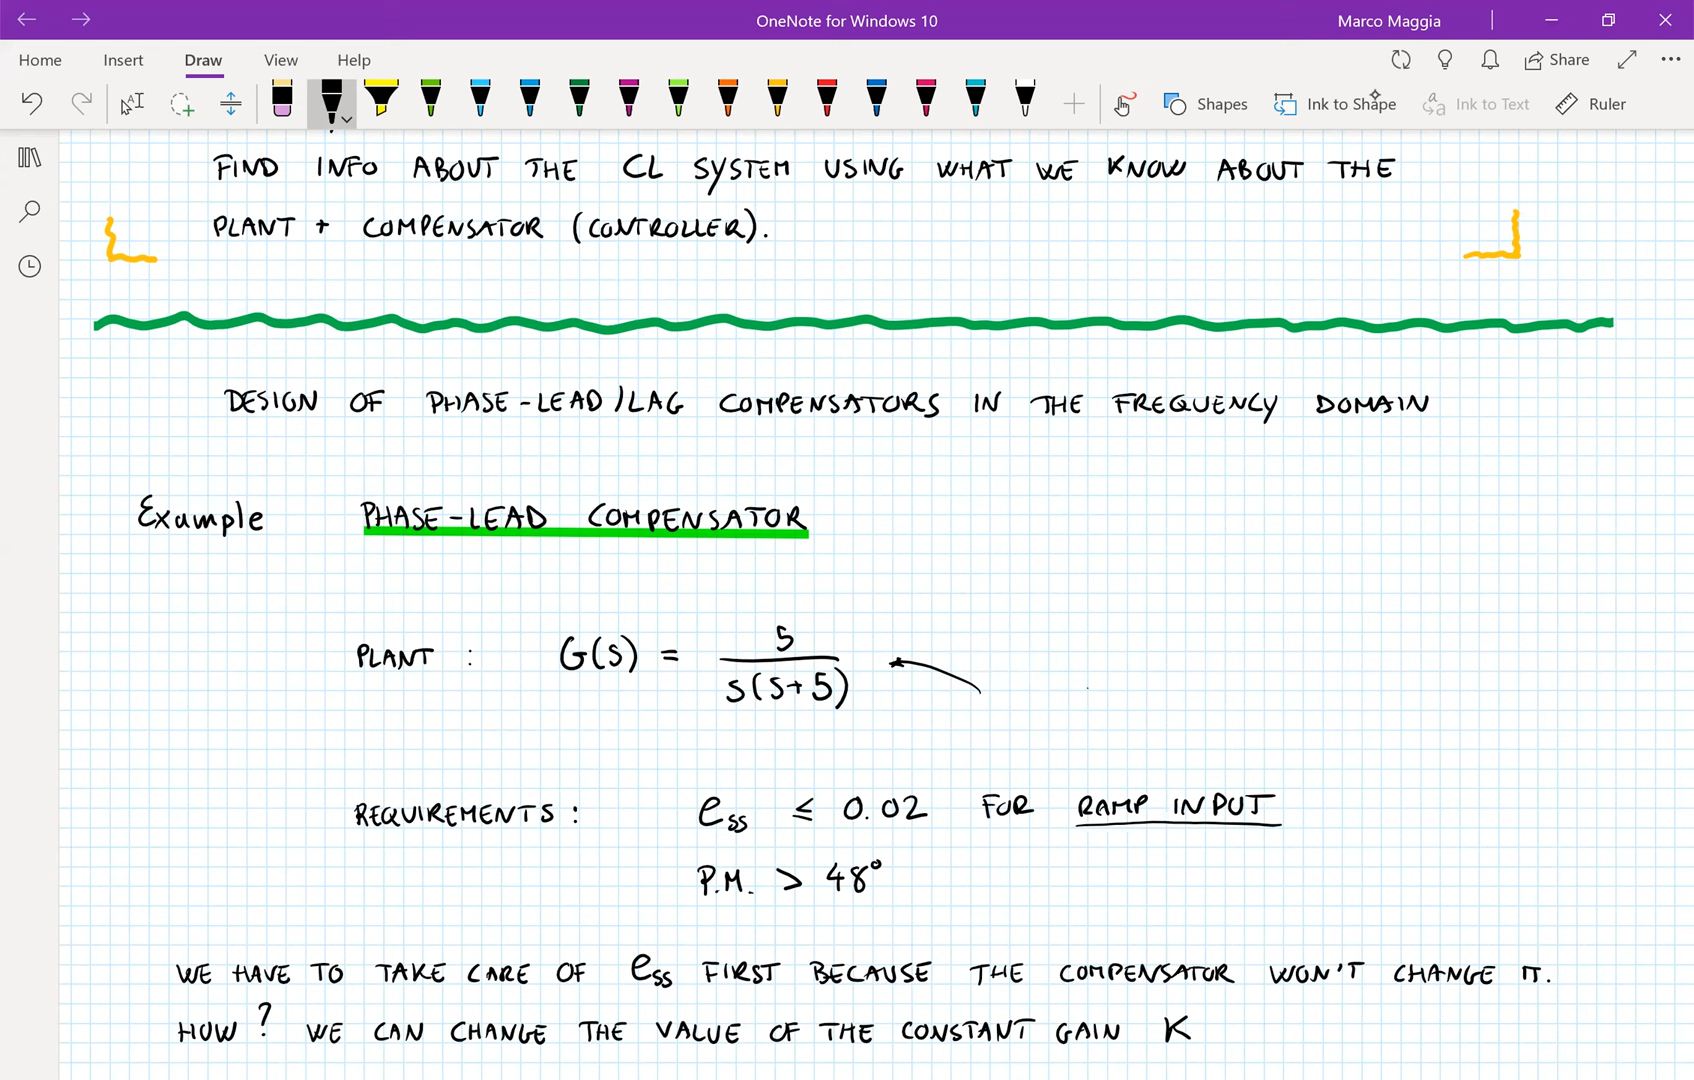 OneNote for Windows 10
Marco Maggia
Home Insert Draw View Help
Share
Shapes Ink to Shape Ink to Text Ruler
FIND INFO ABOUT THE CL SYSTEM USING WHAT WE KNOW ABOUT THE
PLANT + COMPENSATOR (CONTROLLER).
DESIGN OF PHASE-LEAD/LAG COMPENSATORS IN THE FREQUENCY DOMAIN
Example PHASE-LEAD COMPENSATOR
PLANT : G(s) = 5 / s(s+5)
REQUIREMENTS: ess ≤ 0.02 FOR RAMP INPUT
P.M. > 48°
WE HAVE TO TAKE CARE OF ess FIRST BECAUSE THE COMPENSATOR WON'T CHANGE IT.
HOW? WE CAN CHANGE THE VALUE OF THE CONSTANT GAIN K